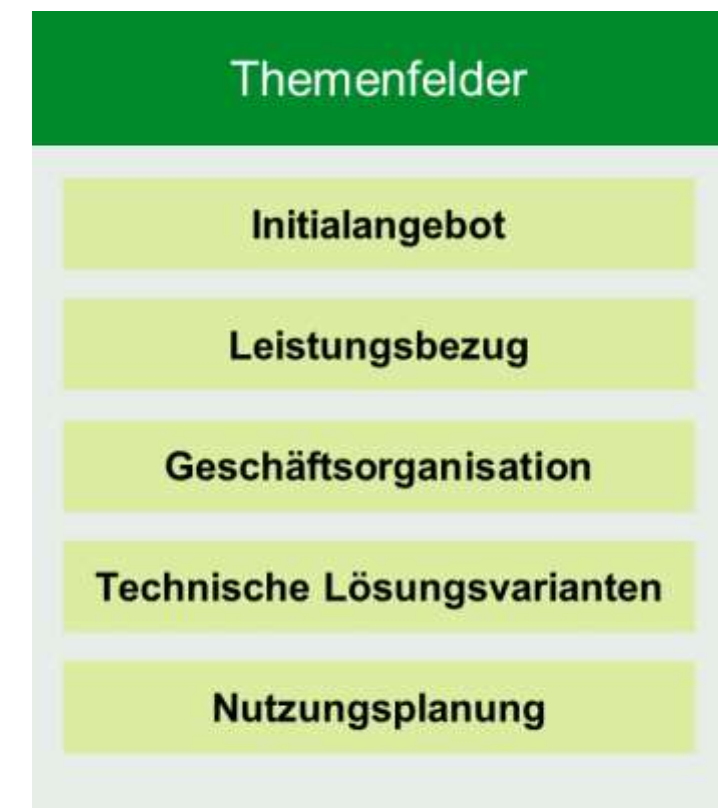 Themenfelder
Initialangebot
Leistungsbezug
Geschäftsorganisation
Technische Lösungsvarianten
Nutzungsplanung